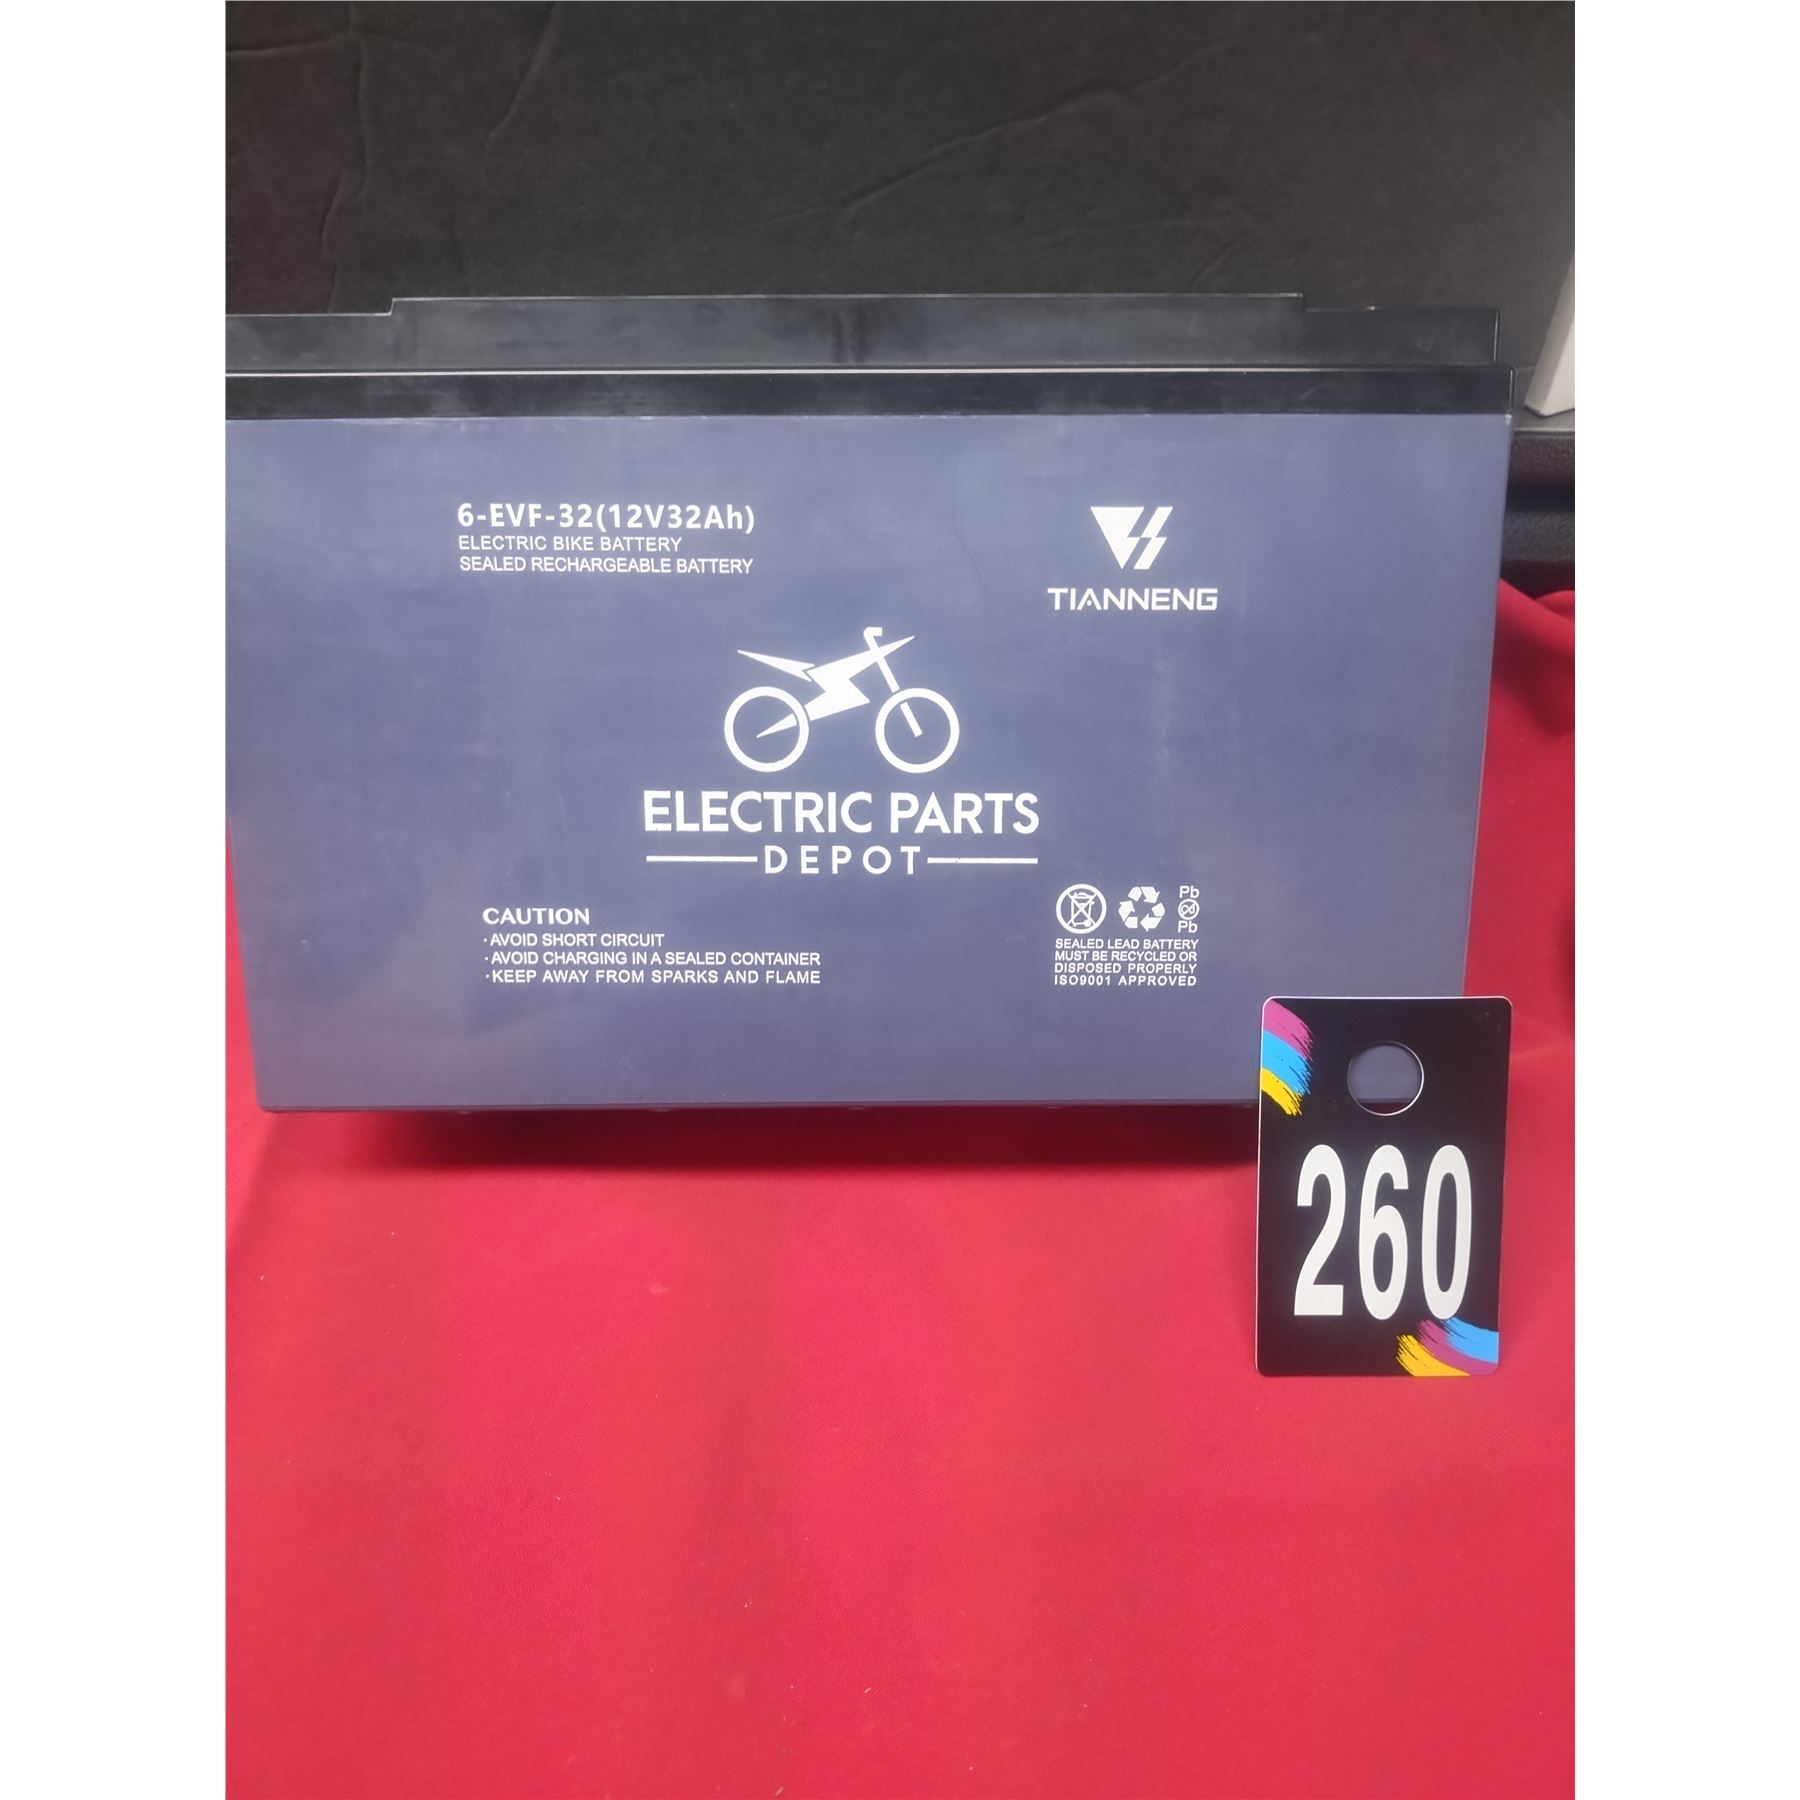 6-EVF-32(12V32Ah)
ELECTRIC BIKE BATTERY
SEALED RECHARGEABLE BATTERY
TIANNENG
ELECTRIC PARTS
DEPOT
CAUTION
·AVOID SHORT CIRCUIT
·AVOID CHARGING IN A SEALED CONTAINER
·KEEP AWAY FROM SPARKS AND FLAME
Pb
Cd
Pb
SEALED LEAD BATTERY
MUST BE RECYCLED OR
DISPOSED PROPERLY
ISO9001 APPROVED
260